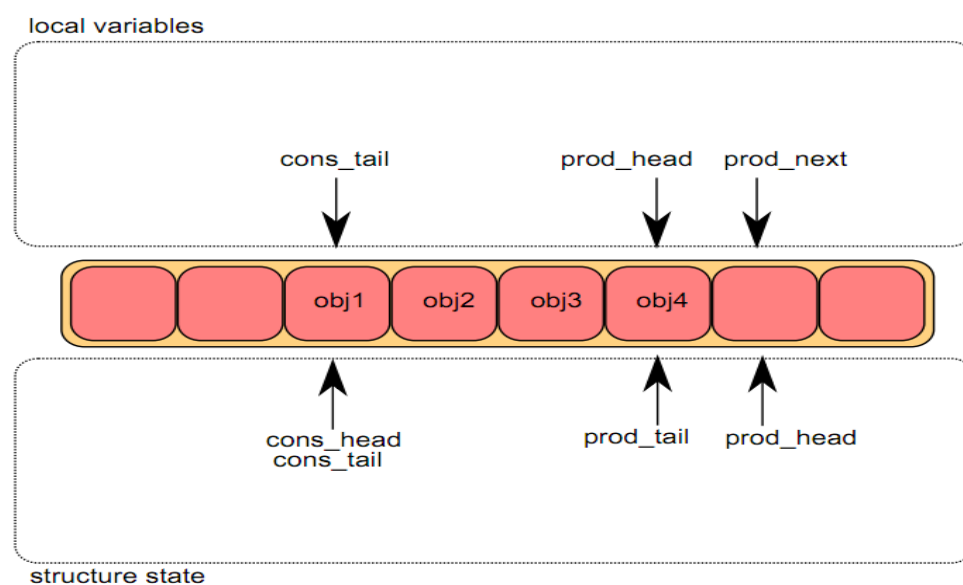 local variables
cons_tail prod_head prod_next
obj1 obj2 obj3 obj4
cons_head prod_tail prod_head
cons_tail
structure state